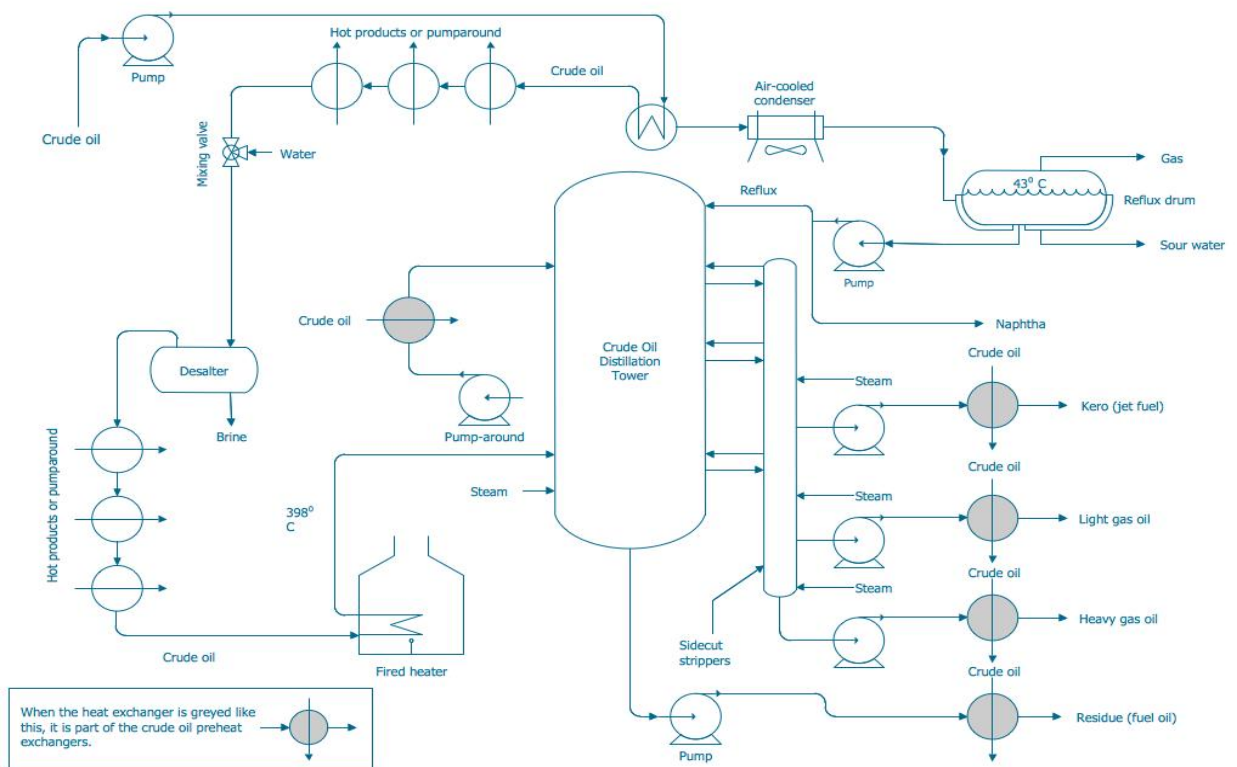 Hot products or pumparound
Pump
Crude oil
Air-cooled
condenser
Crude oil
Mixing valve
Water
Gas
43° C
Reflux drum
Reflux
Sour water
Pump
Crude oil
Naphtha
Crude Oil
Distillation
Tower
Crude oil
Desalter
Steam
Kero (jet fuel)
Brine
Pump-around
Hot products or pumparound
Crude oil
Steam
Steam
398°
C
Light gas oil
Crude oil
Steam
Heavy gas oil
Sidecut
strippers
Crude oil
Fired heater
Crude oil
When the heat exchanger is greyed like
this, it is part of the crude oil preheat
exchangers.
Residue (fuel oil)
Pump